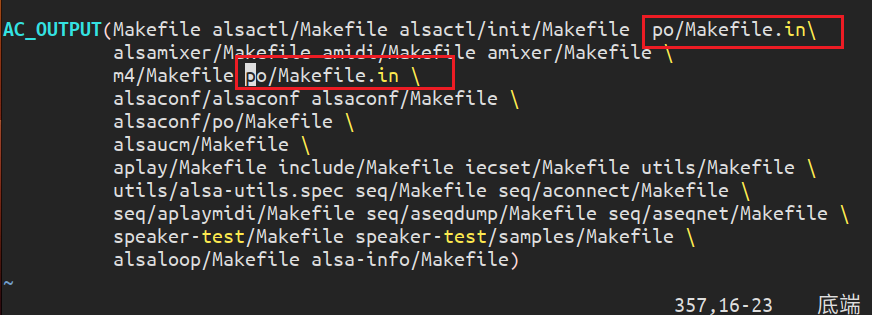 AC_OUTPUT(Makefile alsactl/Makefile alsactl/init/Makefile po/Makefile.in\
alsamixer/Makefile amidi/Makefile amixer/Makefile \
m4/Makefile po/Makefile.in \
alsaconf/alsaconf alsaconf/Makefile \
alsaconf/po/Makefile \
alsaucm/Makefile \
aplay/Makefile include/Makefile iecset/Makefile utils/Makefile \
utils/alsa-utils.spec seq/Makefile seq/aconnect/Makefile \
seq/aplaymidi/Makefile seq/aseqdump/Makefile seq/aseqnet/Makefile \
speaker-test/Makefile speaker-test/samples/Makefile \
alsaloop/Makefile alsa-info/Makefile)
~
357,16-23 底端